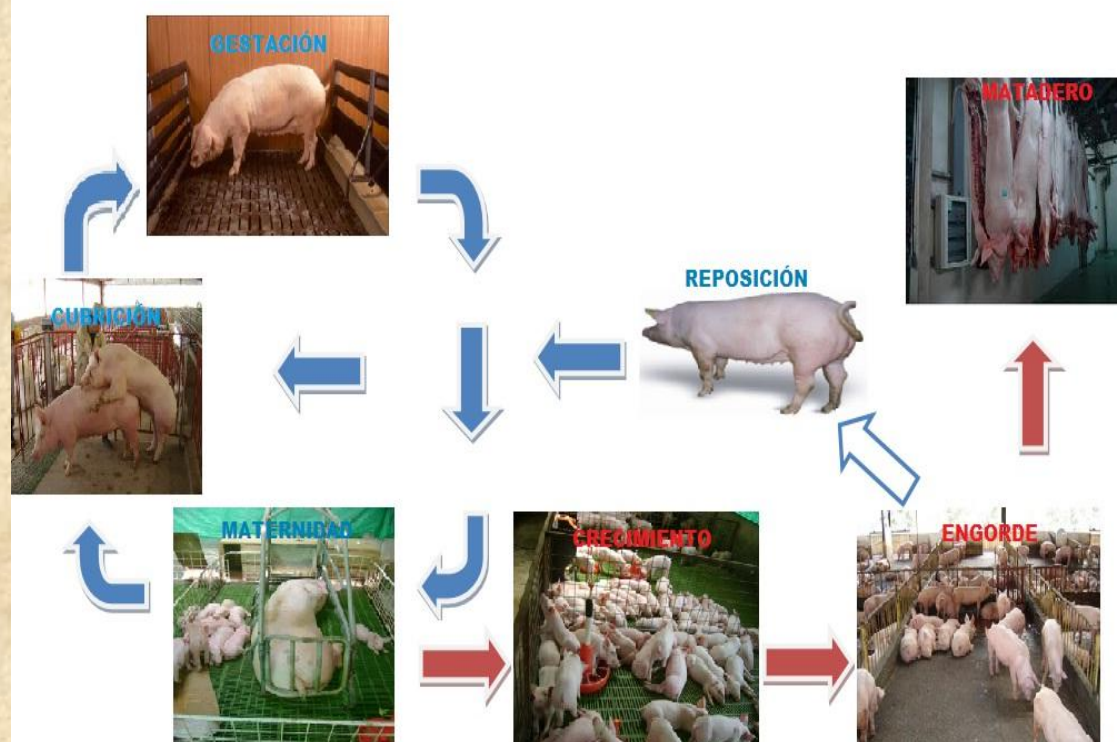 GESTACIÓN
MATADERO
REPOSICIÓN
CUBRICIÓN
MATERNIDAD
CRECIMIENTO
ENGORDE